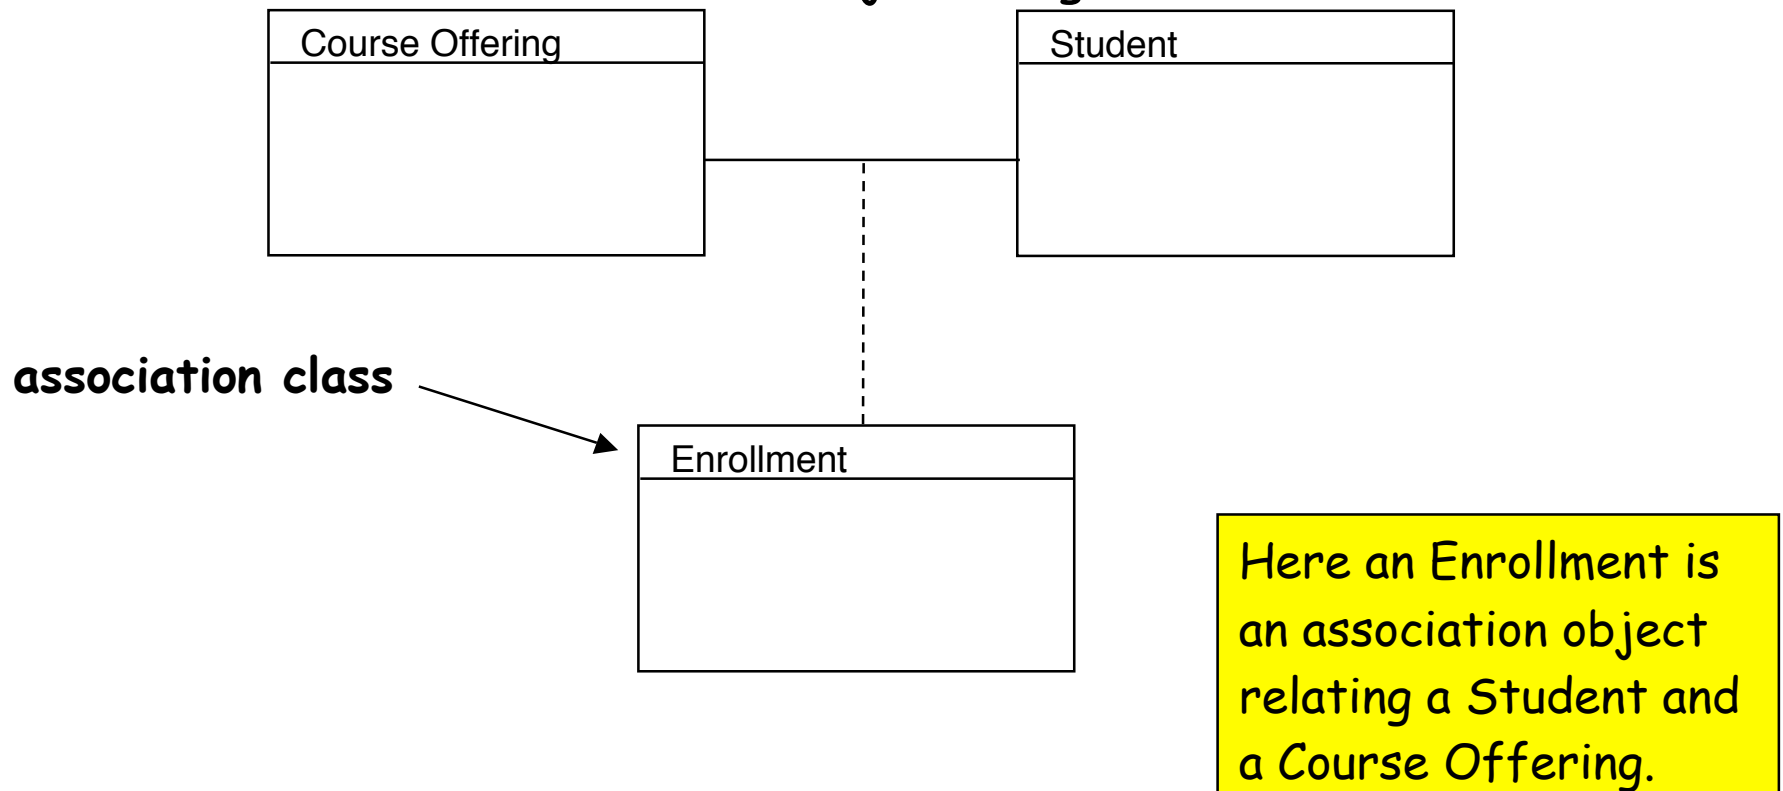 Course Offering
Student
association class
Enrollment
Here an Enrollment is
an association object
relating a Student and
a Course Offering.